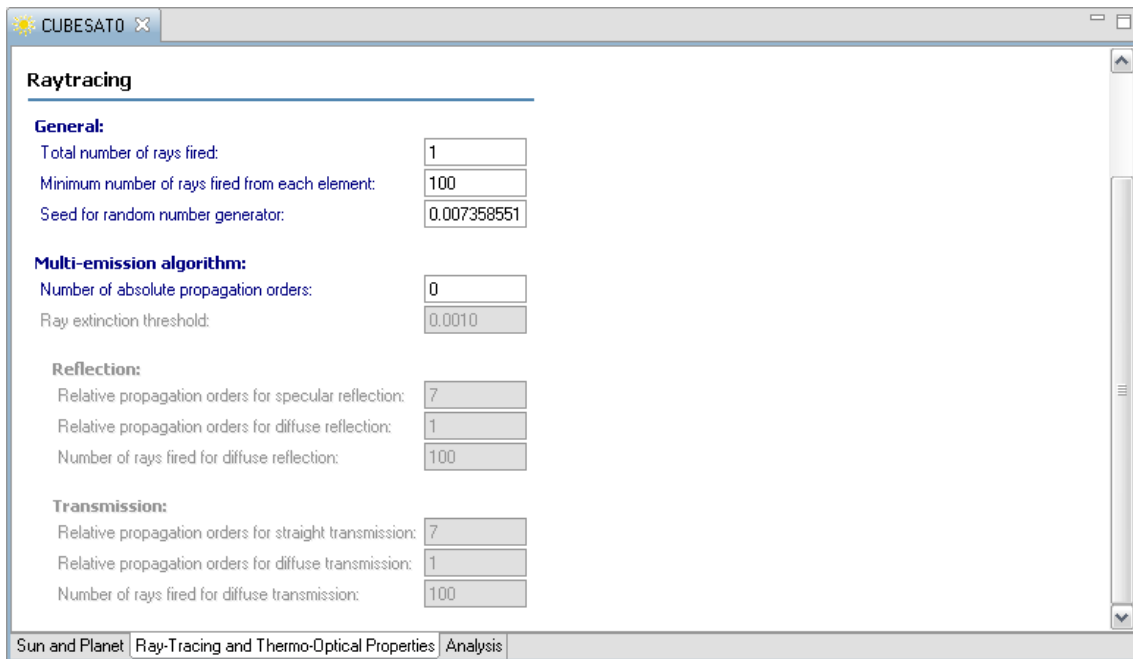 CUBESAT0
Raytracing
General:
Total number of rays fired: 1
Minimum number of rays fired from each element: 100
Seed for random number generator: 0.007358551
Multi-emission algorithm:
Number of absolute propagation orders: 0
Ray extinction threshold: 0.0010
Reflection:
Relative propagation orders for specular reflection: 7
Relative propagation orders for diffuse reflection: 1
Number of rays fired for diffuse reflection: 100
Transmission:
Relative propagation orders for straight transmission: 7
Relative propagation orders for diffuse transmission: 1
Number of rays fired for diffuse transmission: 100
Sun and Planet Ray-Tracing and Thermo-Optical Properties Analysis